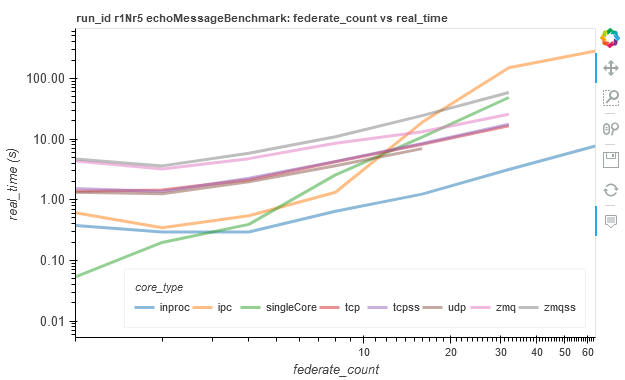 run_id r1Nr5 echoMessageBenchmark: federate_count vs real_time
real_time (s)
100.00
10.00
1.00
0.10
0.01
core_type
inproc ipc singleCore tcp tcpss udp zmq zmqss
10 20 30 40 50 60
federate_count